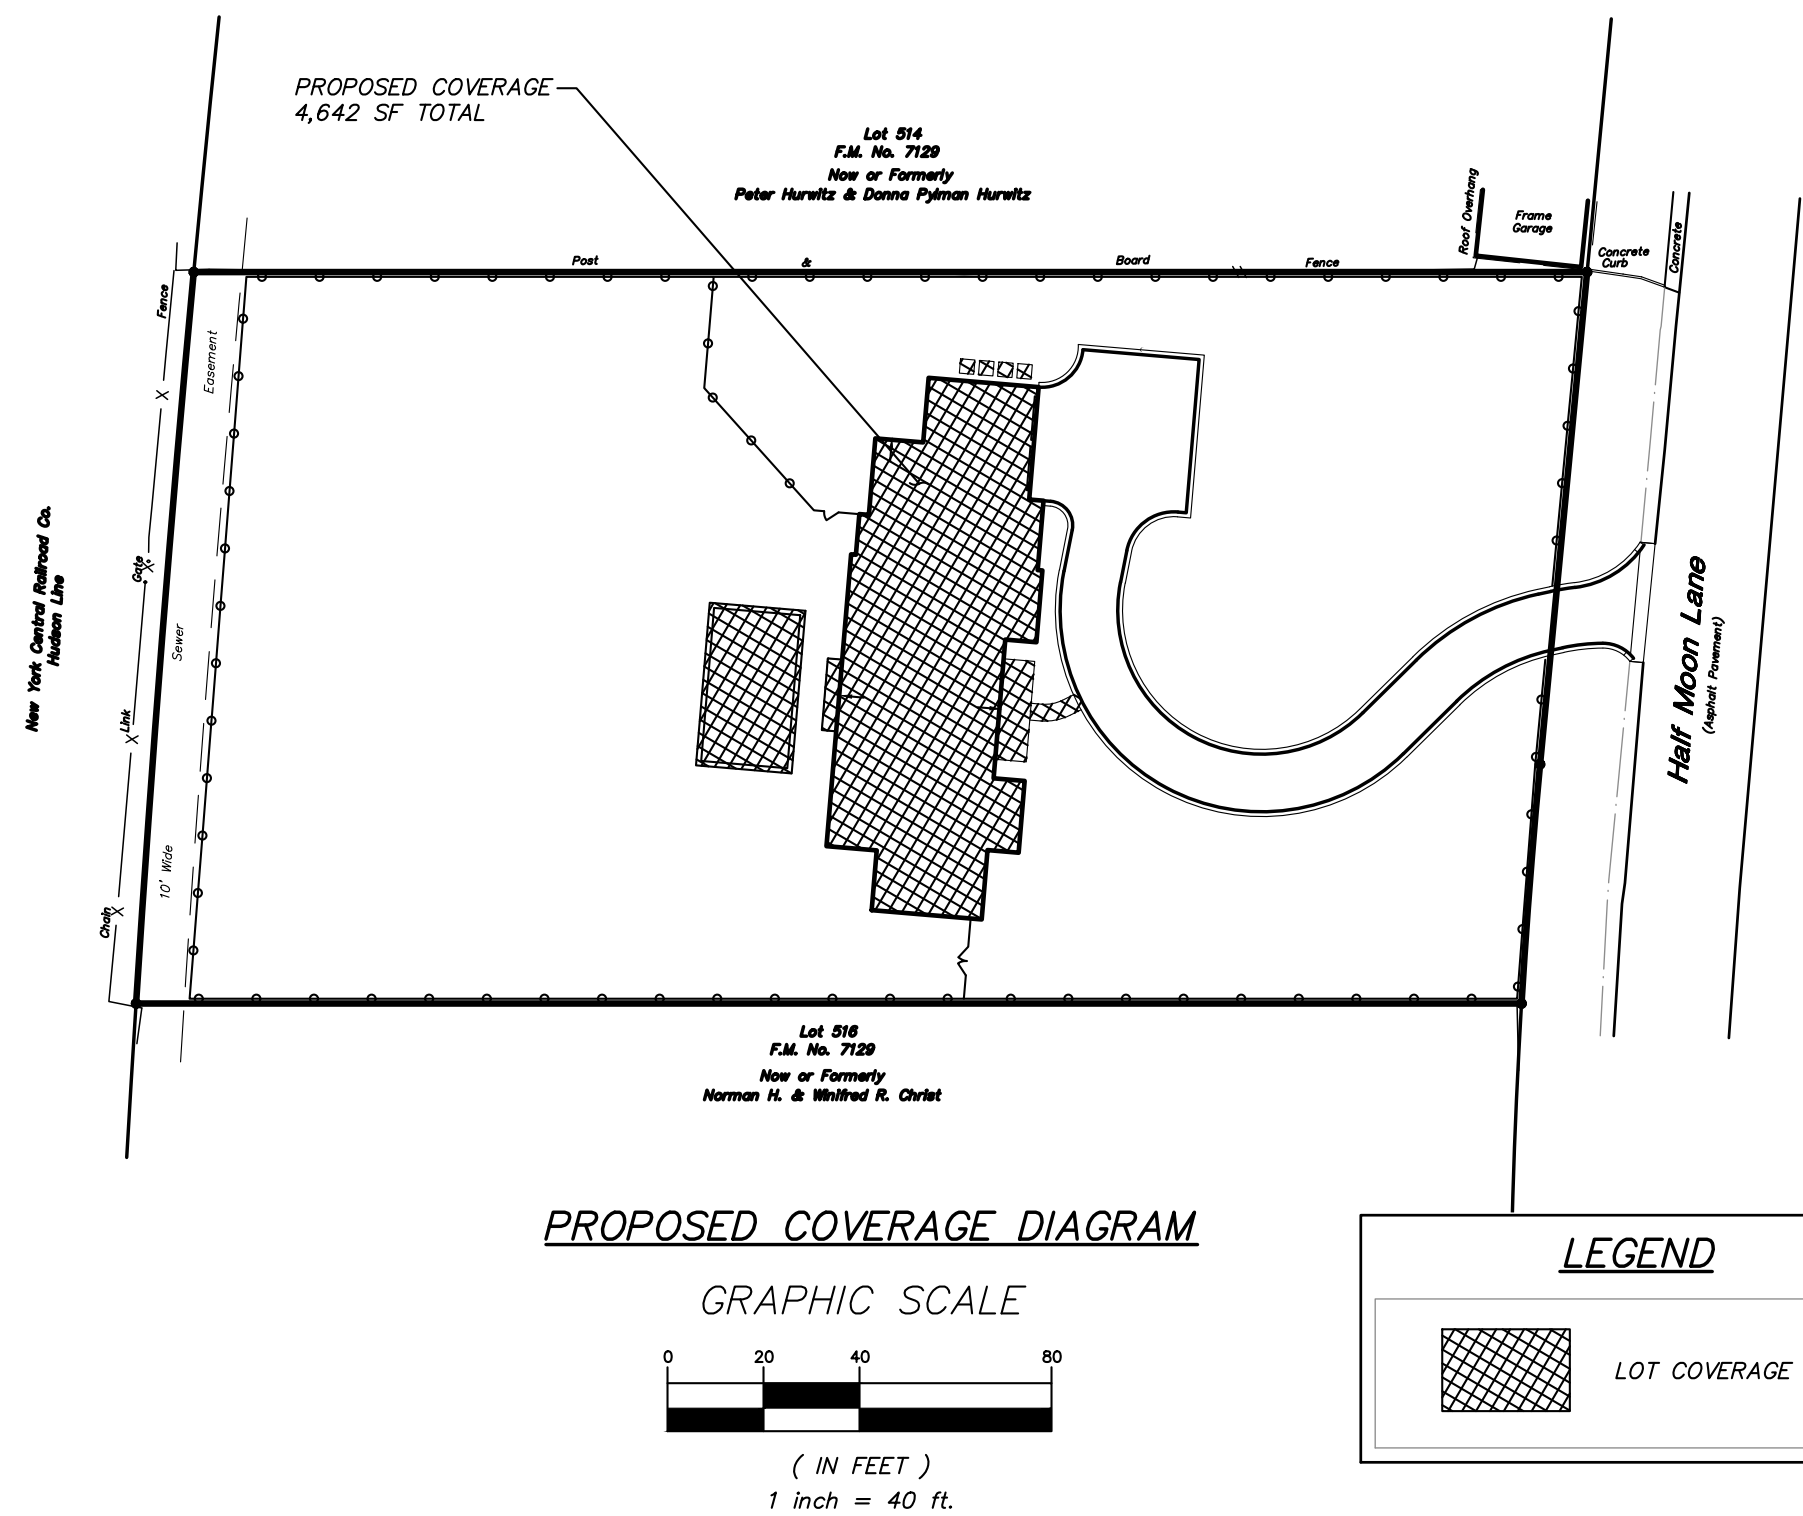 PROPOSED COVERAGE
4,642 SF TOTAL
Lot 514
F.M. No. 7129
Now or Formerly
Peter Hurwitz & Donna Pylman Hurwitz
Roof Overhang
Frame
Garage
Concrete
Curb
Concrete
Post & Board Fence
Fence
Easement
X
Gate
X
Sewer
Link
X
10' Wide
Chain
X
New York Central Railroad Co.
Hudson Line
Half Moon Lane
(Asphalt Pavement)
Lot 516
F.M. No. 7129
Now or Formerly
Norman H. & Winifred R. Christ
PROPOSED COVERAGE DIAGRAM
GRAPHIC SCALE
0 20 40 80
( IN FEET )
1 inch = 40 ft.
LEGEND
LOT COVERAGE